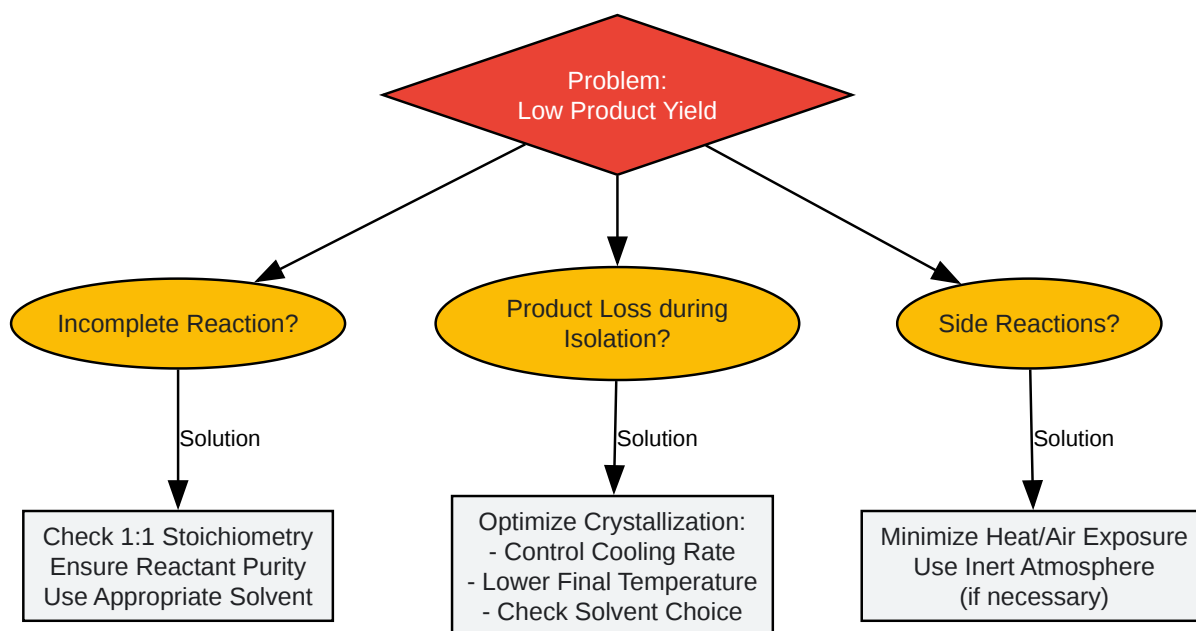 Problem:
Low Product Yield
Incomplete Reaction?
Product Loss during
Isolation?
Side Reactions?
Solution
Solution
Solution
Check 1:1 Stoichiometry
Ensure Reactant Purity
Use Appropriate Solvent
Optimize Crystallization:
- Control Cooling Rate
- Lower Final Temperature
- Check Solvent Choice
Minimize Heat/Air Exposure
Use Inert Atmosphere
(if necessary)